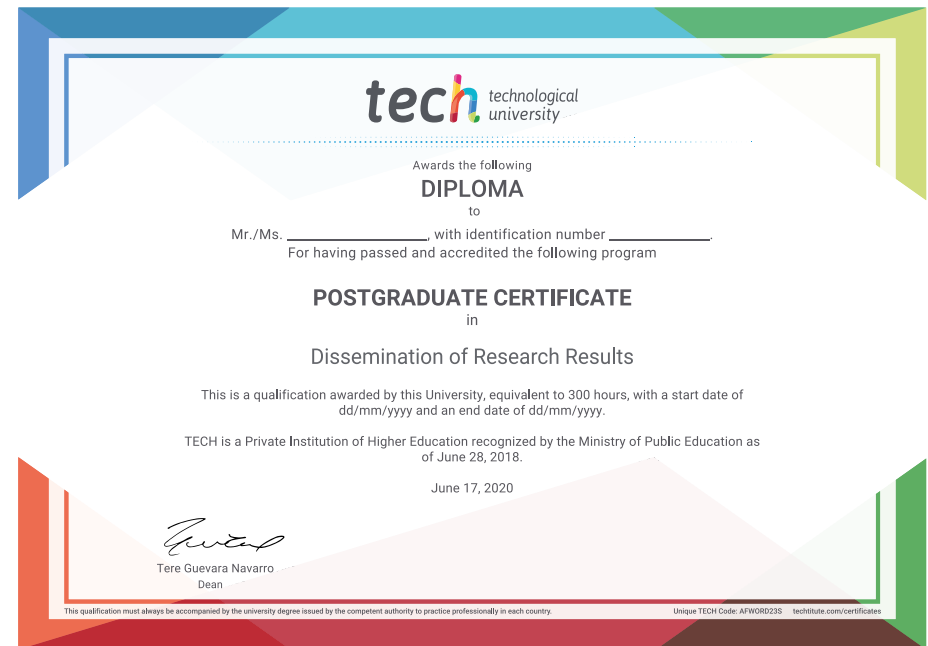 tech technological
university
Awards the following
DIPLOMA
to
Mr./Ms. ____________, with identification number ____________.
For having passed and accredited the following program
POSTGRADUATE CERTIFICATE
in
Dissemination of Research Results
This is a qualification awarded by this University, equivalent to 300 hours, with a start date of
dd/mm/yyyy and an end date of dd/mm/yyyy.
TECH is a Private Institution of Higher Education recognized by the Ministry of Public Education as
of June 28, 2018.
June 17, 2020
Tere Guevara Navarro
Dean
This qualification must always be accompanied by the university degree issued by the competent authority to practice professionally in each country.
Unique TECH Code: AFWORD23S techtitute.com/certificates